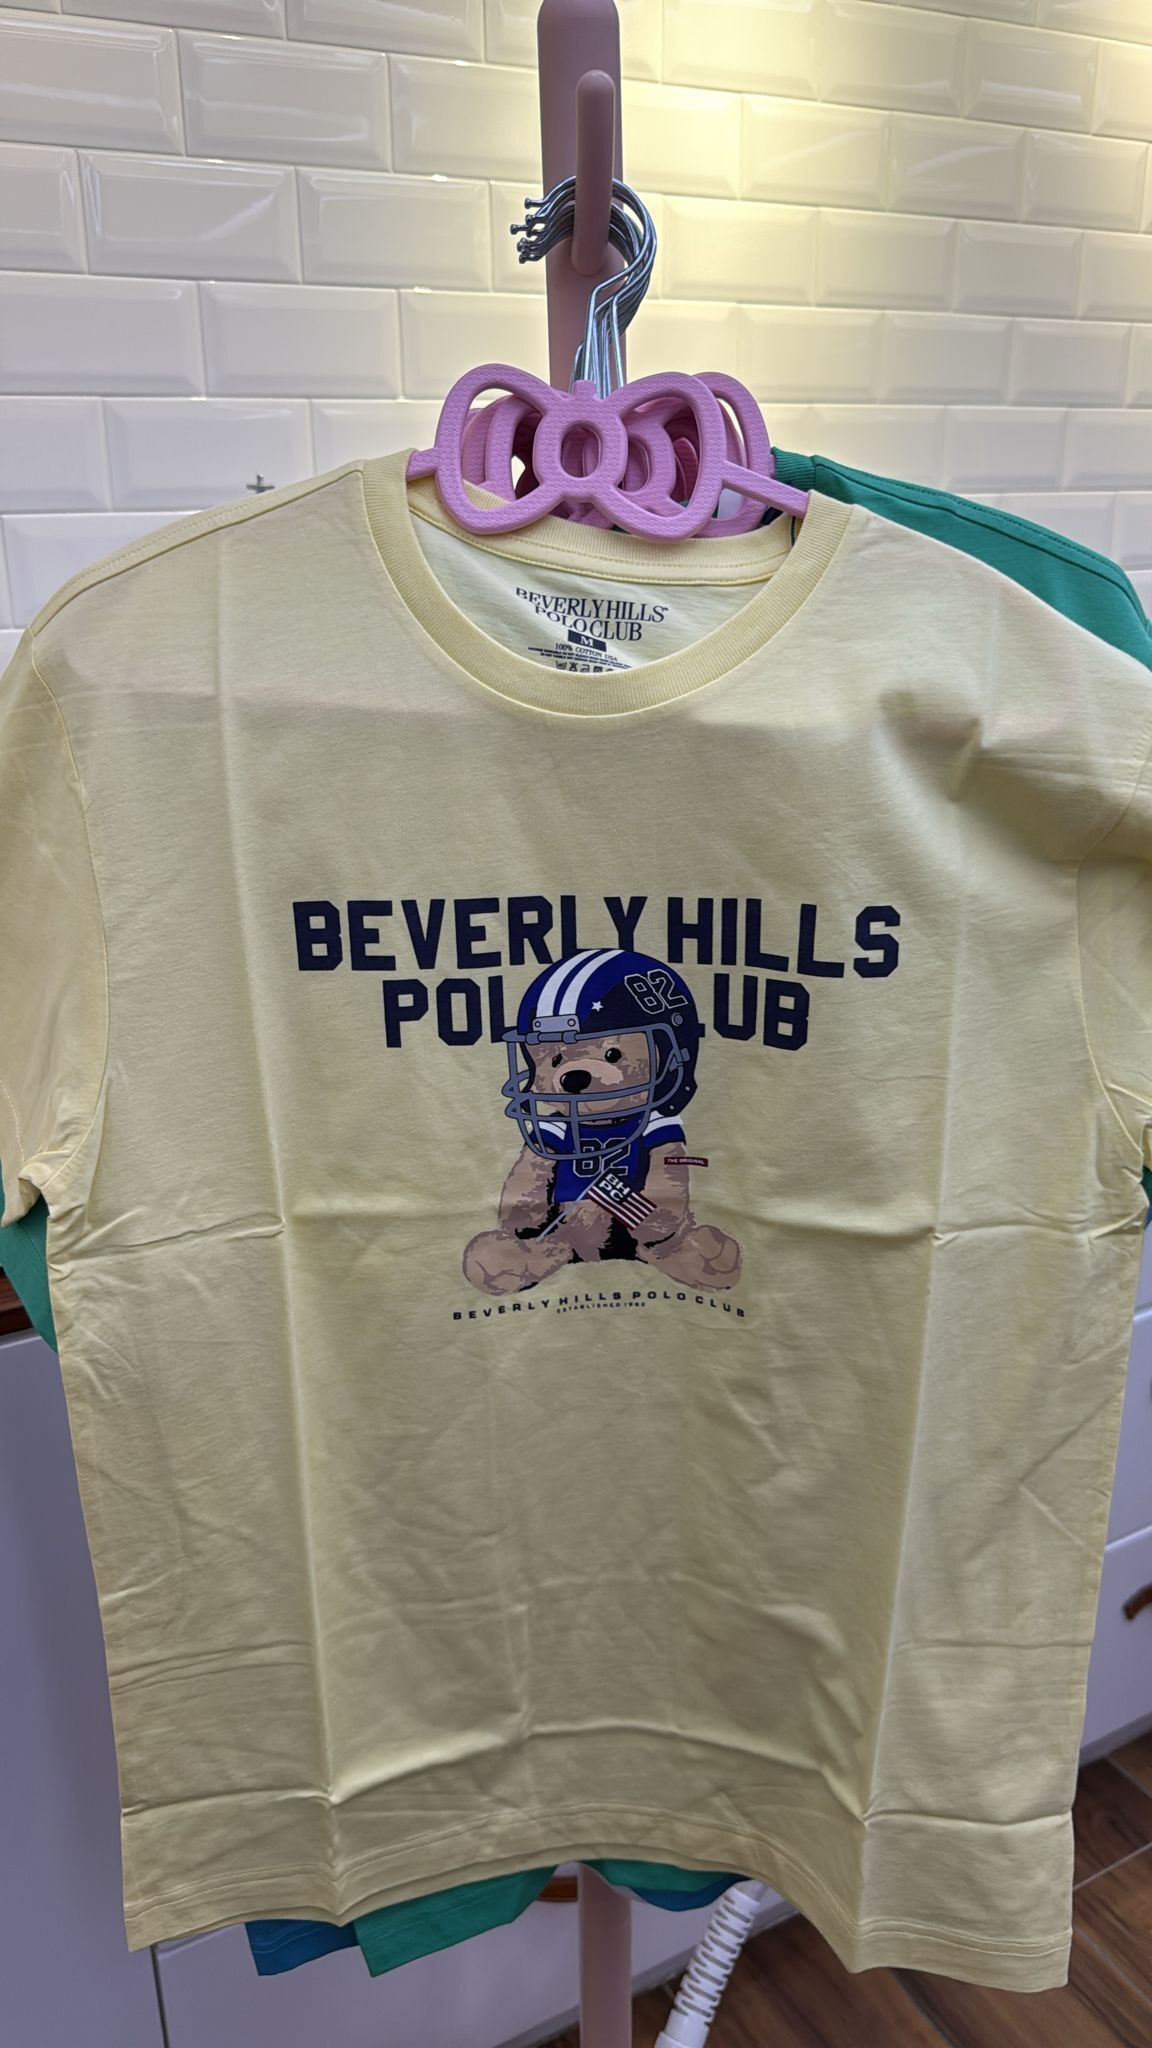 BEVERLY HILLS®
POLO CLUB
M
100% COTTON
BEVERLY HILLS
POL UB
82
82
THE ORIGINAL
BH
PC
BEVERLY HILLS POLO CLUB
ESTABLISHED 1982